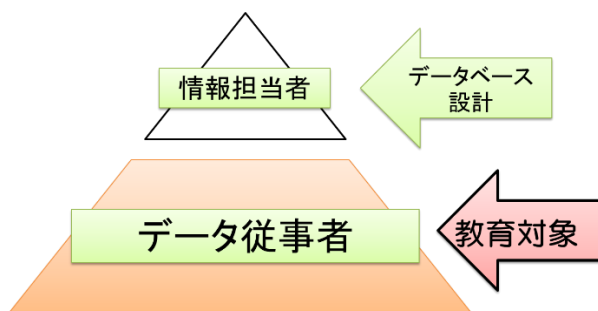 情報担当者
データベース
設計
データ従事者
教育対象